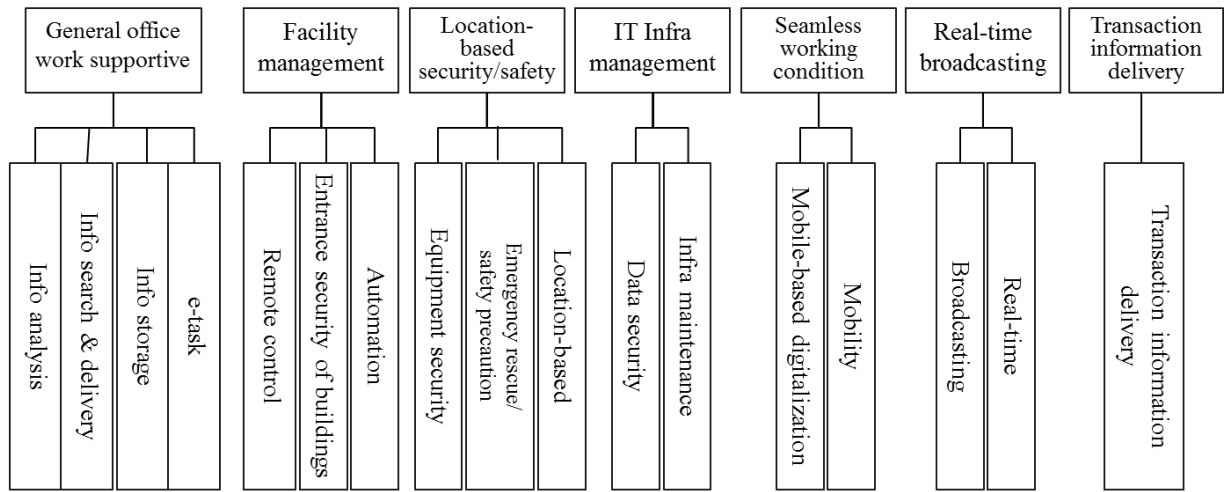 General office
work supportive
Facility
management
Location-
based
security/safety
IT Infra
management
Seamless
working
condition
Real-time
broadcasting
Transaction
information
delivery
Info analysis
Info search & delivery
Info storage
e-task
Remote control
Entrance security of buildings
Automation
Equipment security
Emergency rescue/
safety precaution
Location-based
Data security
Infra maintenance
Mobile-based digitalization
Mobility
Broadcasting
Real-time
Transaction information
delivery